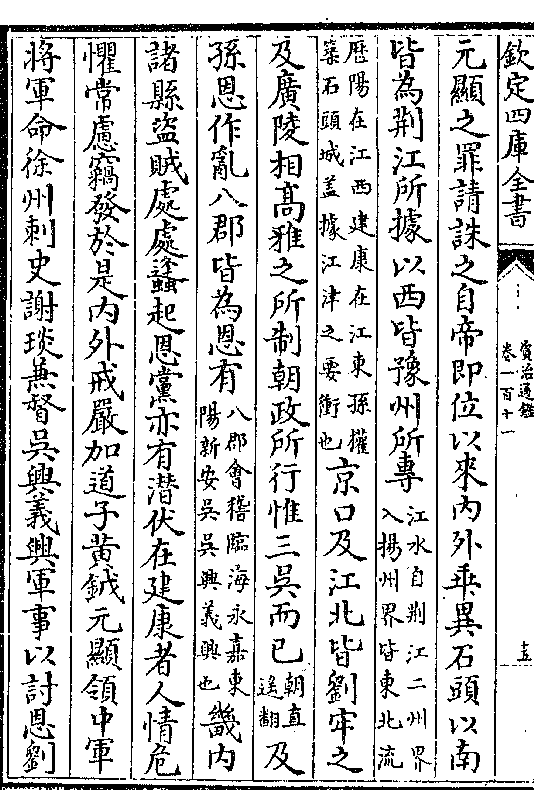 欽定四庫全書
資治通鑑
卷一百十一
十五
元顯之罪請誅之自帝即位以來內外乖異石頭以南
皆為荆江所據以西皆豫州所專江水自荆江二州界入揚州界皆東北流
歴陽在江西建康在江東孫權築石頭城盖據江津之要衝也京口及江北皆劉牢之
及廣陵相髙雅之所制朝政所行惟三吳而已朝直遥翻及
孫恩作亂八郡皆為恩有八郡會稽臨海永嘉東陽新安吳吳興義興也畿內
諸縣盜賊處處蠭起恩黨亦有潜伏在建康者人情危
懼常慮竊發於是內外戒嚴加道子黄鉞元顯領中軍
將軍命徐州刺史謝琰兼督吳興義興軍事以討恩劉